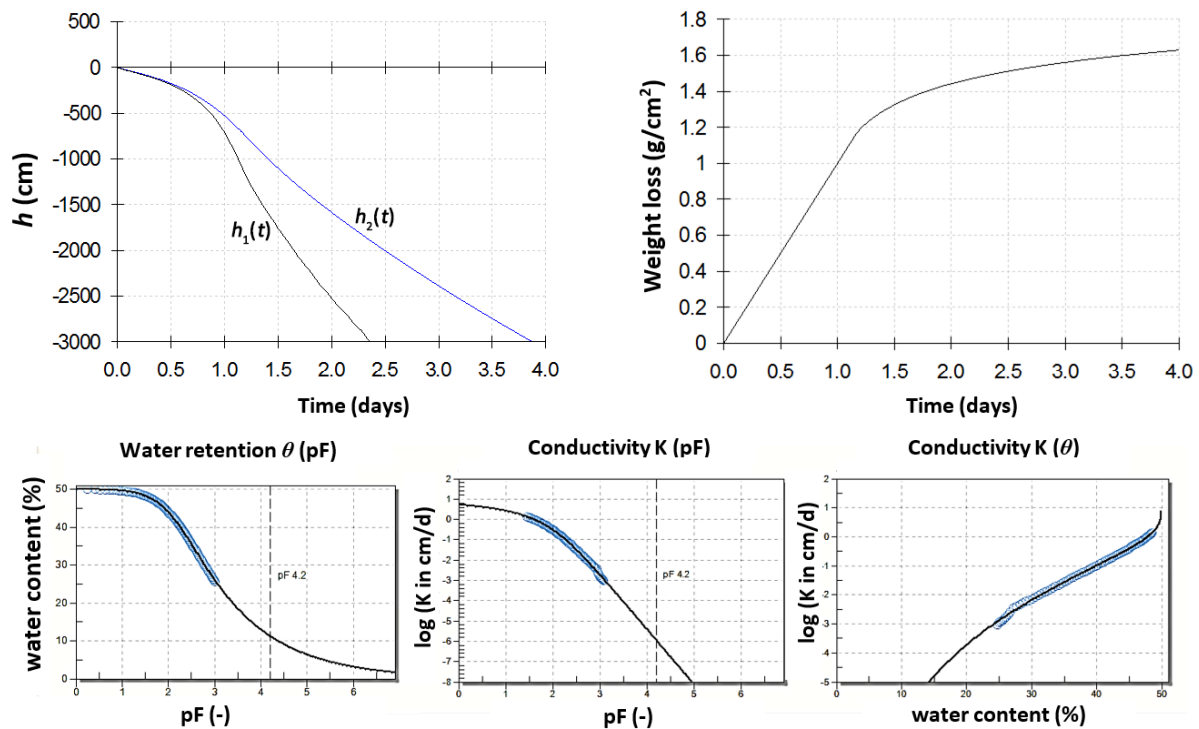 500
0
-500
-1000
-1500
-2000
-2500
-3000
h (cm)
h1(t)
h2(t)
0.0 0.5 1.0 1.5 2.0 2.5 3.0 3.5 4.0
Time (days)
1.8
1.6
1.4
1.2
1
0.8
0.6
0.4
0.2
0
Weight loss (g/cm²)
0.0 0.5 1.0 1.5 2.0 2.5 3.0 3.5 4.0
Time (days)
Water retention θ (pF)
50
40
30
20
10
0
water content (%)
pF 4.2
0 1 2 3 4 5 6
pF (-)
Conductivity K (pF)
2
1
0
-1
-2
-3
-4
-5
-6
-7
-8
log (K in cm/d)
pF 4.2
0 1 2 3 4 5 6
pF (-)
Conductivity K (θ)
2
1
0
-1
-2
-3
-4
-5
log (K in cm/d)
0 10 20 30 40 50
water content (%)